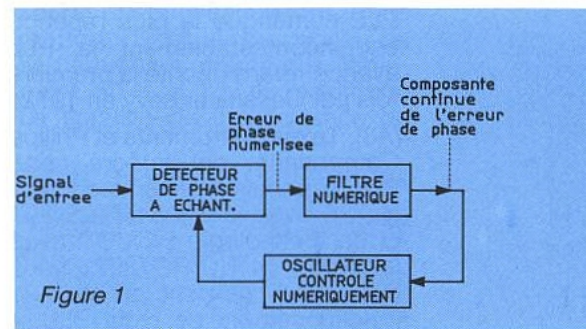 Signal
d'entree
DETECTEUR
DE PHASE
A ECHANT.
Erreur de
phase
numerisee
FILTRE
NUMERIQUE
Composante
continue
de l'erreur
de phase
OSCILLATEUR
CONTROLE
NUMERIQUEMENT
Figure 1